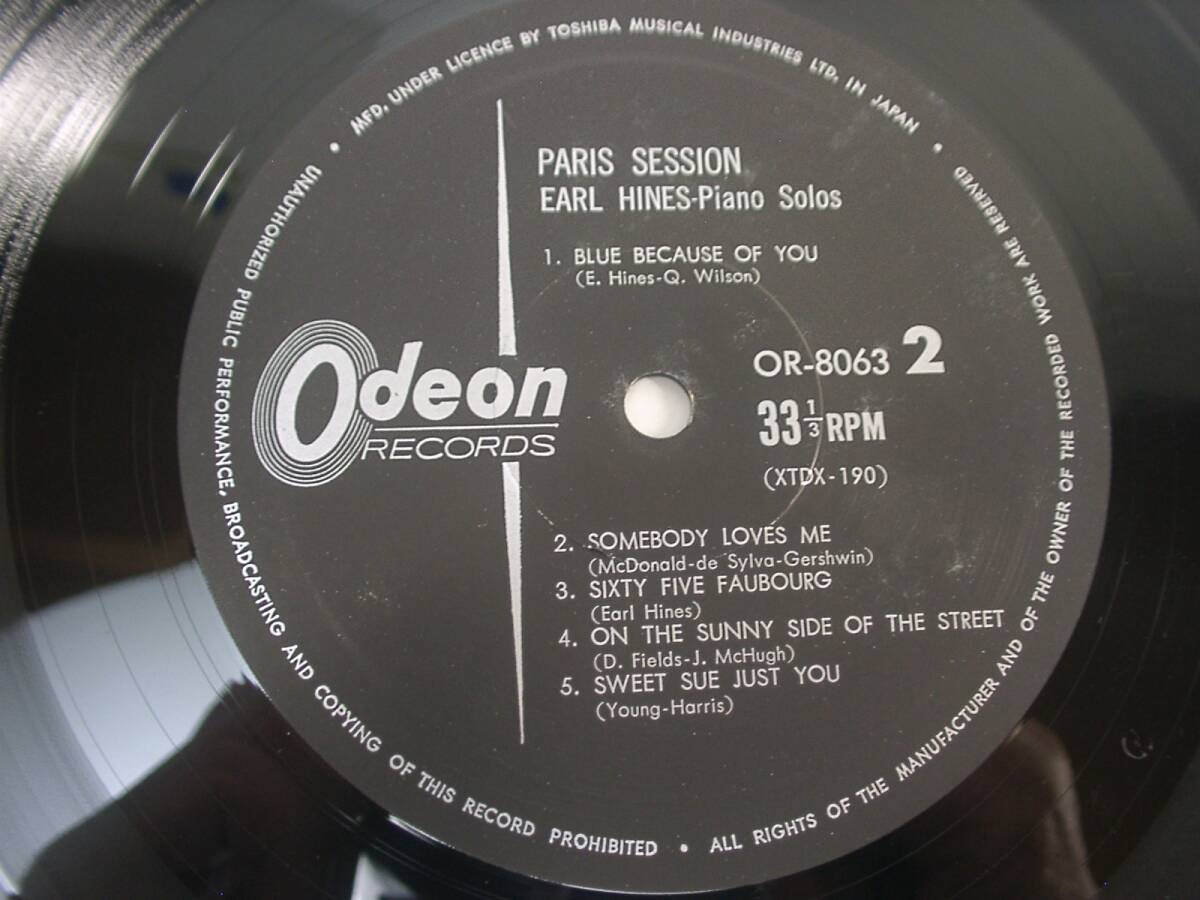 MFD. UNDER LICENCE BY TOSHIBA MUSICAL INDUSTRIES LTD. IN JAPAN
PARIS SESSION
EARL HINES-Piano Solos
1. BLUE BECAUSE OF YOU
(E. Hines-Q. Wilson)
Odeon
RECORDS
OR-8063 2
33 1/3 RPM
(XTDX-190)
2. SOMEBODY LOVES ME
(McDonald-de Sylva-Gershwin)
3. SIXTY FIVE FAUBOURG
(Earl Hines)
4. ON THE SUNNY SIDE OF THE STREET
(D. Fields-J. McHugh)
5. SWEET SUE JUST YOU
(Young-Harris)
UNAUTHORIZED PUBLIC PERFORMANCE, BROADCASTING AND COPYING OF THIS RECORD PROHIBITED • ALL RIGHTS OF THE MANUFACTURER AND OF THE OWNER OF THE RECORDED WORK ARE RESERVED